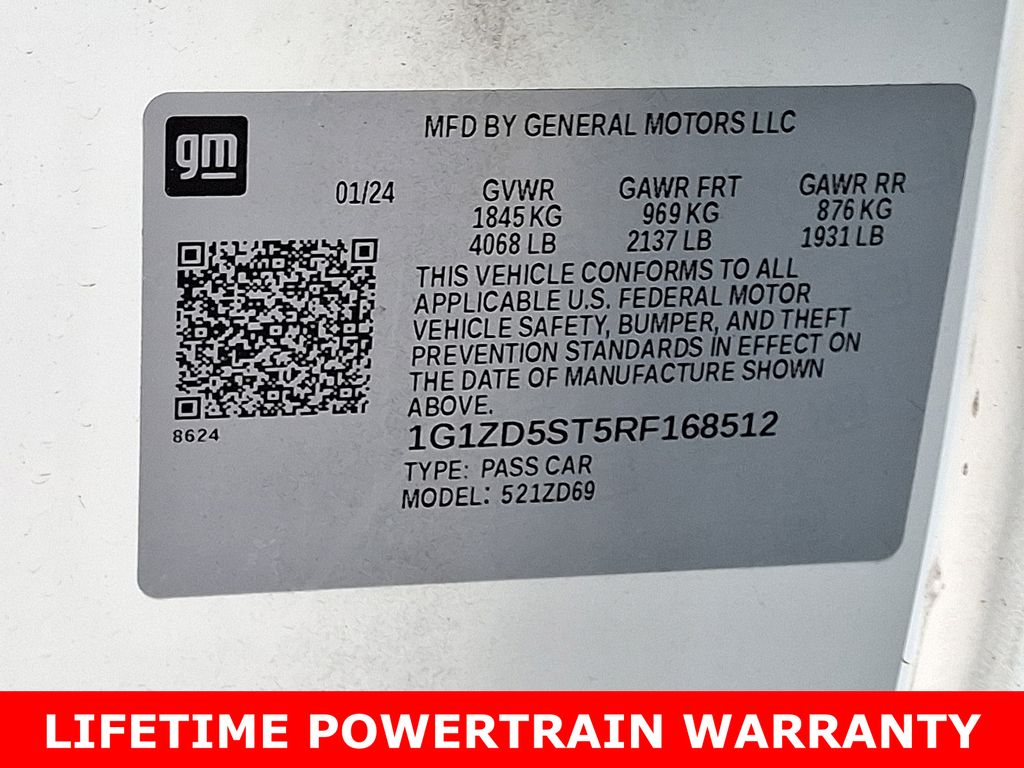 gm
MFD BY GENERAL MOTORS LLC
01/24
GVWR GAWR FRT GAWR RR
1845 KG 969 KG 876 KG
4068 LB 2137 LB 1931 LB
THIS VEHICLE CONFORMS TO ALL
APPLICABLE U.S. FEDERAL MOTOR
VEHICLE SAFETY, BUMPER, AND THEFT
PREVENTION STANDARDS IN EFFECT ON
THE DATE OF MANUFACTURE SHOWN
ABOVE.
8624
1G1ZD5ST5RF168512
TYPE: PASS CAR
MODEL: 521ZD69
LIFETIME POWERTRAIN WARRANTY